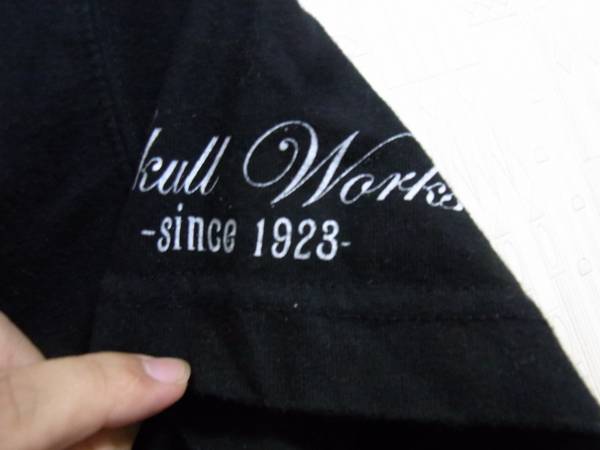 kull Works
-since 1923-